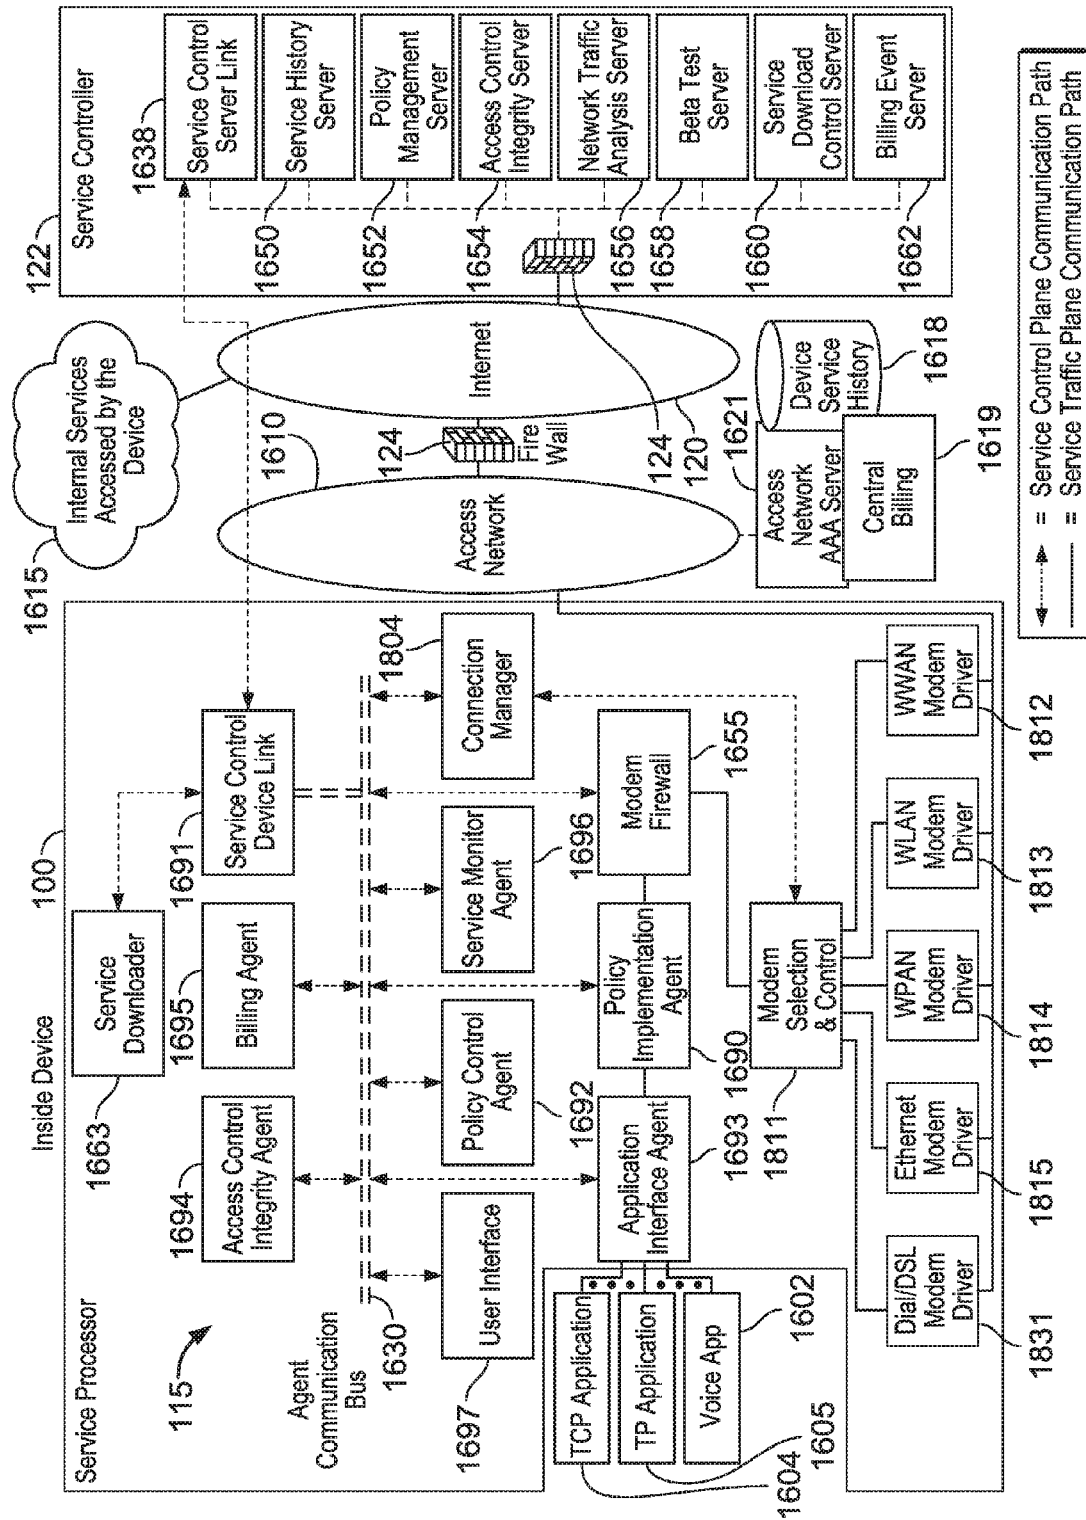 Inside Device
100
Service Processor
115
1663
Service
Downloader
1694
Access Control
Integrity Agent
1695
Billing Agent
1691
Service Control
Device Link
Agent
Communication
Bus
1630
User Interface
1697
Policy Control
Agent
1692
Service Monitor
Agent
1696
Connection
Manager
1804
TCP Application
TP Application
Voice App
1604
1605
1602
Application
Interface Agent
1693
Policy
Implementation
Agent
1690
Modem
Firewall
1655
Modem
Selection
& Control
1811
Dial/DSL
Modem
Driver
1831
Ethernet
Modem
Driver
1815
WPAN
Modem
Driver
1814
WLAN
Modem
Driver
1813
WWAN
Modem
Driver
1812
1615
Internal Services
Accessed by the
Device
1610
Access
Network
124
Fire
Wall
Internet
124
120
1621
Access
Network
AAA Server
Device
Service
History
1618
Central
Billing
1619
122
Service Controller
1638
Service Control
Server Link
1650
Service History
Server
1652
Policy
Management
Server
1654
Access Control
Integrity Server
1656
Network Traffic
Analysis Server
1658
Beta Test
Server
1660
Service
Download
Control Server
1662
Billing Event
Server
= Service Control Plane Communication Path
= Service Traffic Plane Communication Path